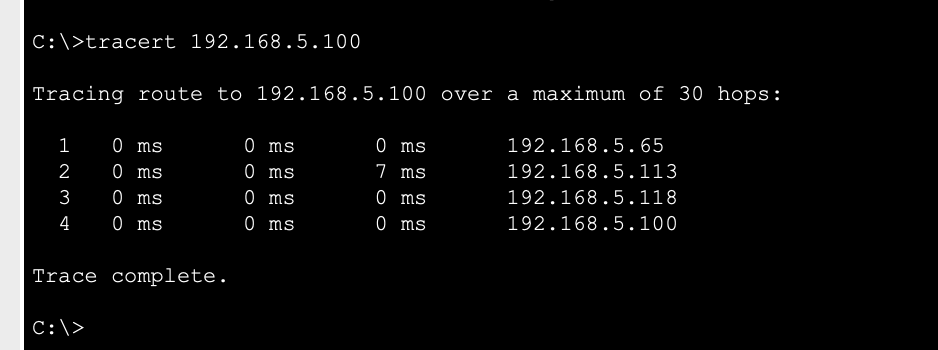 C:\>tracert 192.168.5.100
Tracing route to 192.168.5.100 over a maximum of 30 hops:
1 0 ms 0 ms 0 ms 192.168.5.65
2 0 ms 0 ms 7 ms 192.168.5.113
3 0 ms 0 ms 0 ms 192.168.5.118
4 0 ms 0 ms 0 ms 192.168.5.100
Trace complete.
C:\>